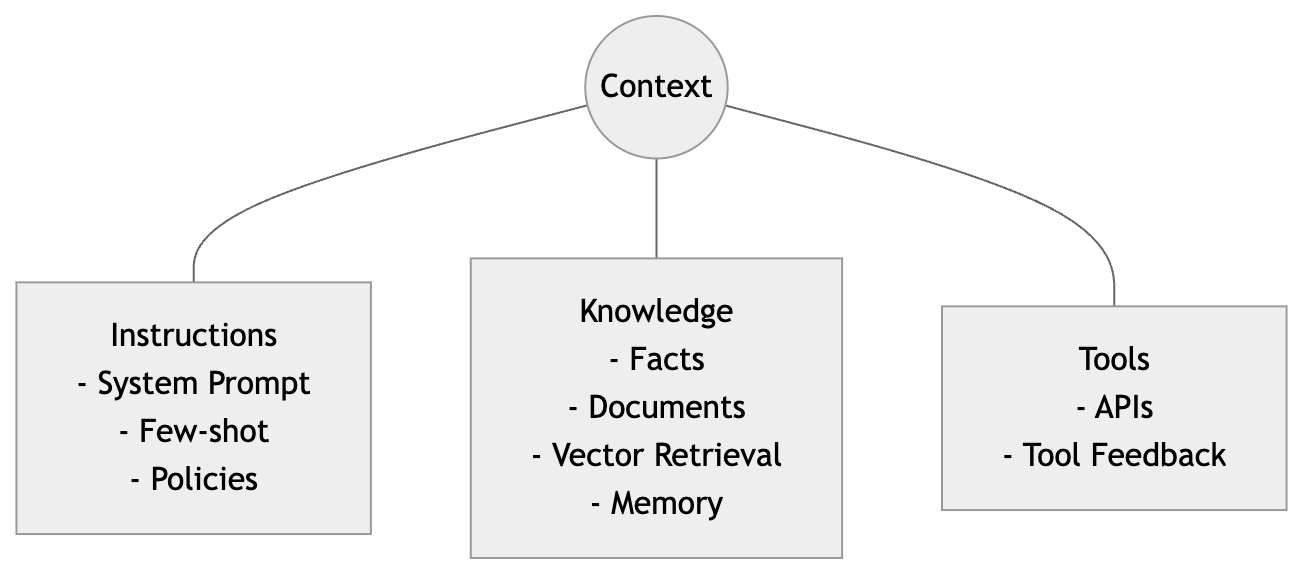 Context
Instructions
- System Prompt
- Few-shot
- Policies
Knowledge
- Facts
- Documents
- Vector Retrieval
- Memory
Tools
- APIs
- Tool Feedback